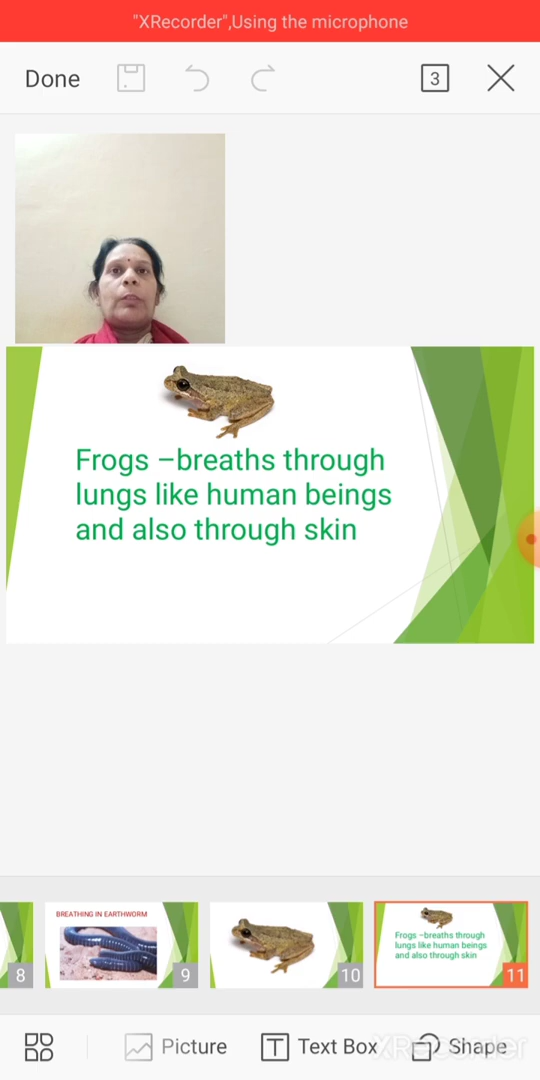 "XRecorder",Using the microphone
Done
3
Frogs –breaths through
lungs like human beings
and also through skin
8
BREATHING IN EARTHWORM
9
10
Frogs –breaths through
lungs like human beings
and also through skin
11
Picture
Text Box
Shape
XRecorder